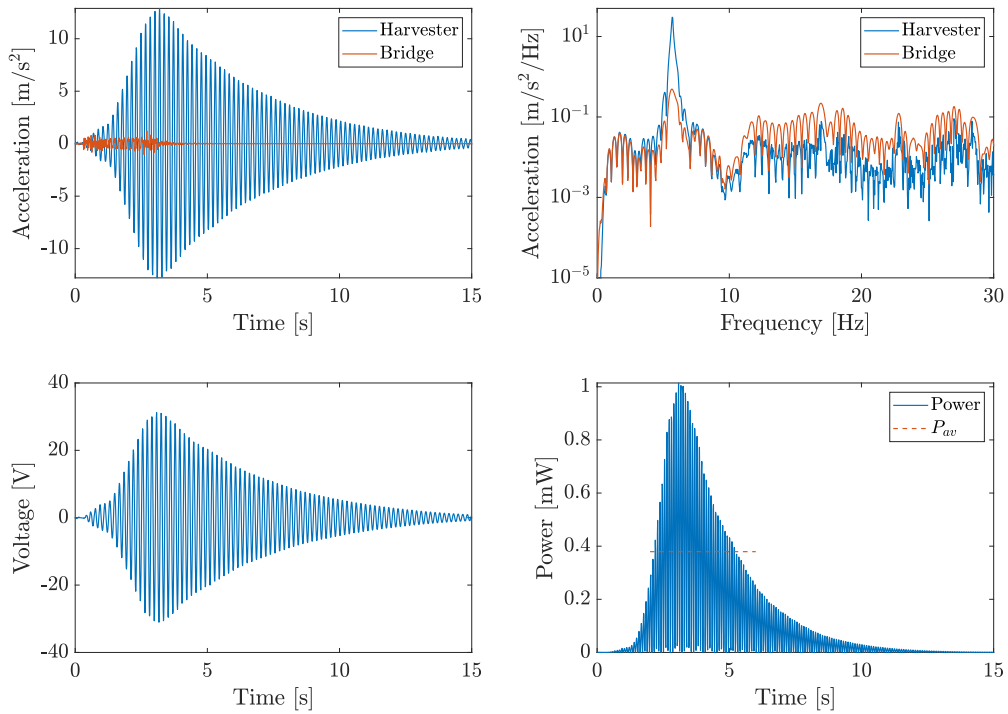 10
5
0
-5
-10
Acceleration [m/s²]
Harvester
Bridge
0
5
10
15
Time [s]
10¹
10⁻¹
10⁻³
10⁻⁵
Acceleration [m/s²/Hz]
Harvester
Bridge
0
10
20
30
Frequency [Hz]
40
20
0
-20
-40
Voltage [V]
0
5
10
15
Time [s]
1
0.8
0.6
0.4
0.2
0
Power [mW]
Power
P_av
0
5
10
15
Time [s]